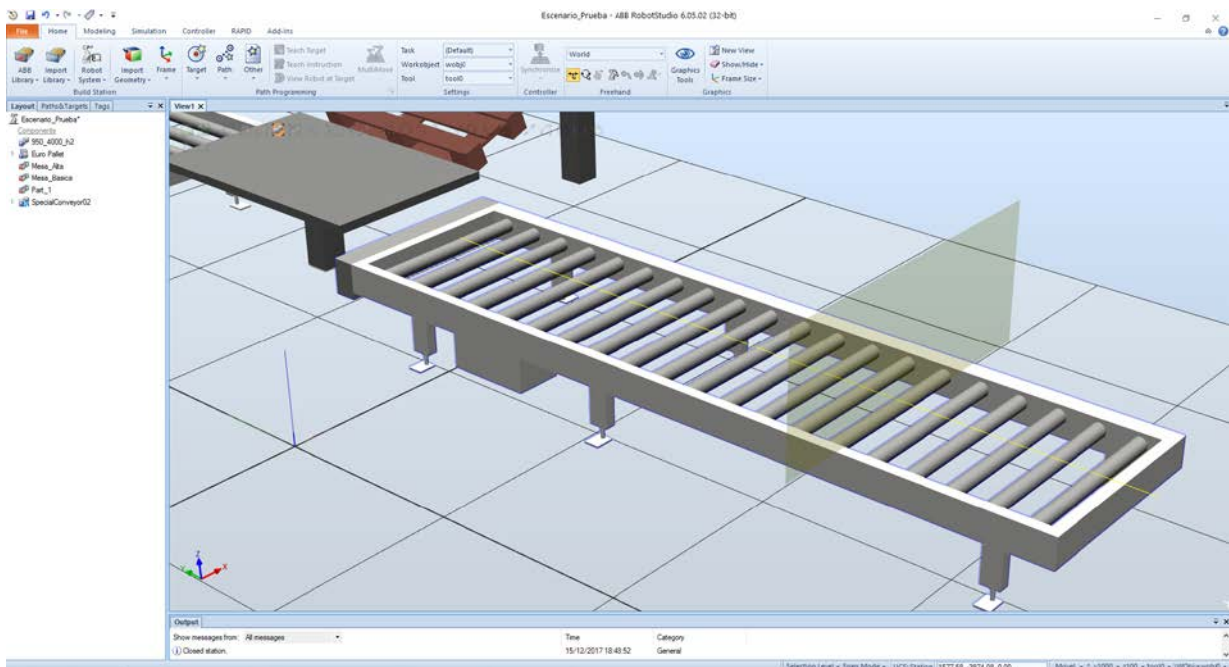 Escenario_Prueba - ABB RobotStudio 6.05.02 (32-bit)
File Home Modeling Simulation Controller RAPID Add-Ins
ABB Library Import Library Robot System Import Geometry Frame Target Path Other
Teach Target
Teach Instruction
View Robot at Target
MultiMove
Task (Default)
Workobject wobj0
Tool tool0
Synchronize
World
Graphics Tools
New View
Show/Hide
Frame Size
Build Station Path Programming Settings Controller Freehand Graphics
Layout Paths&Targets Tags View1
Escenario_Prueba*
Components
950_4000_h2
Euro Pallet
Mesa_Alta
Mesa_Basica
Part_1
SpecialConveyor02
Z
Y X
Output
Show messages from: All messages Time Category
Closed station. 15/12/2017 18:43:52 General